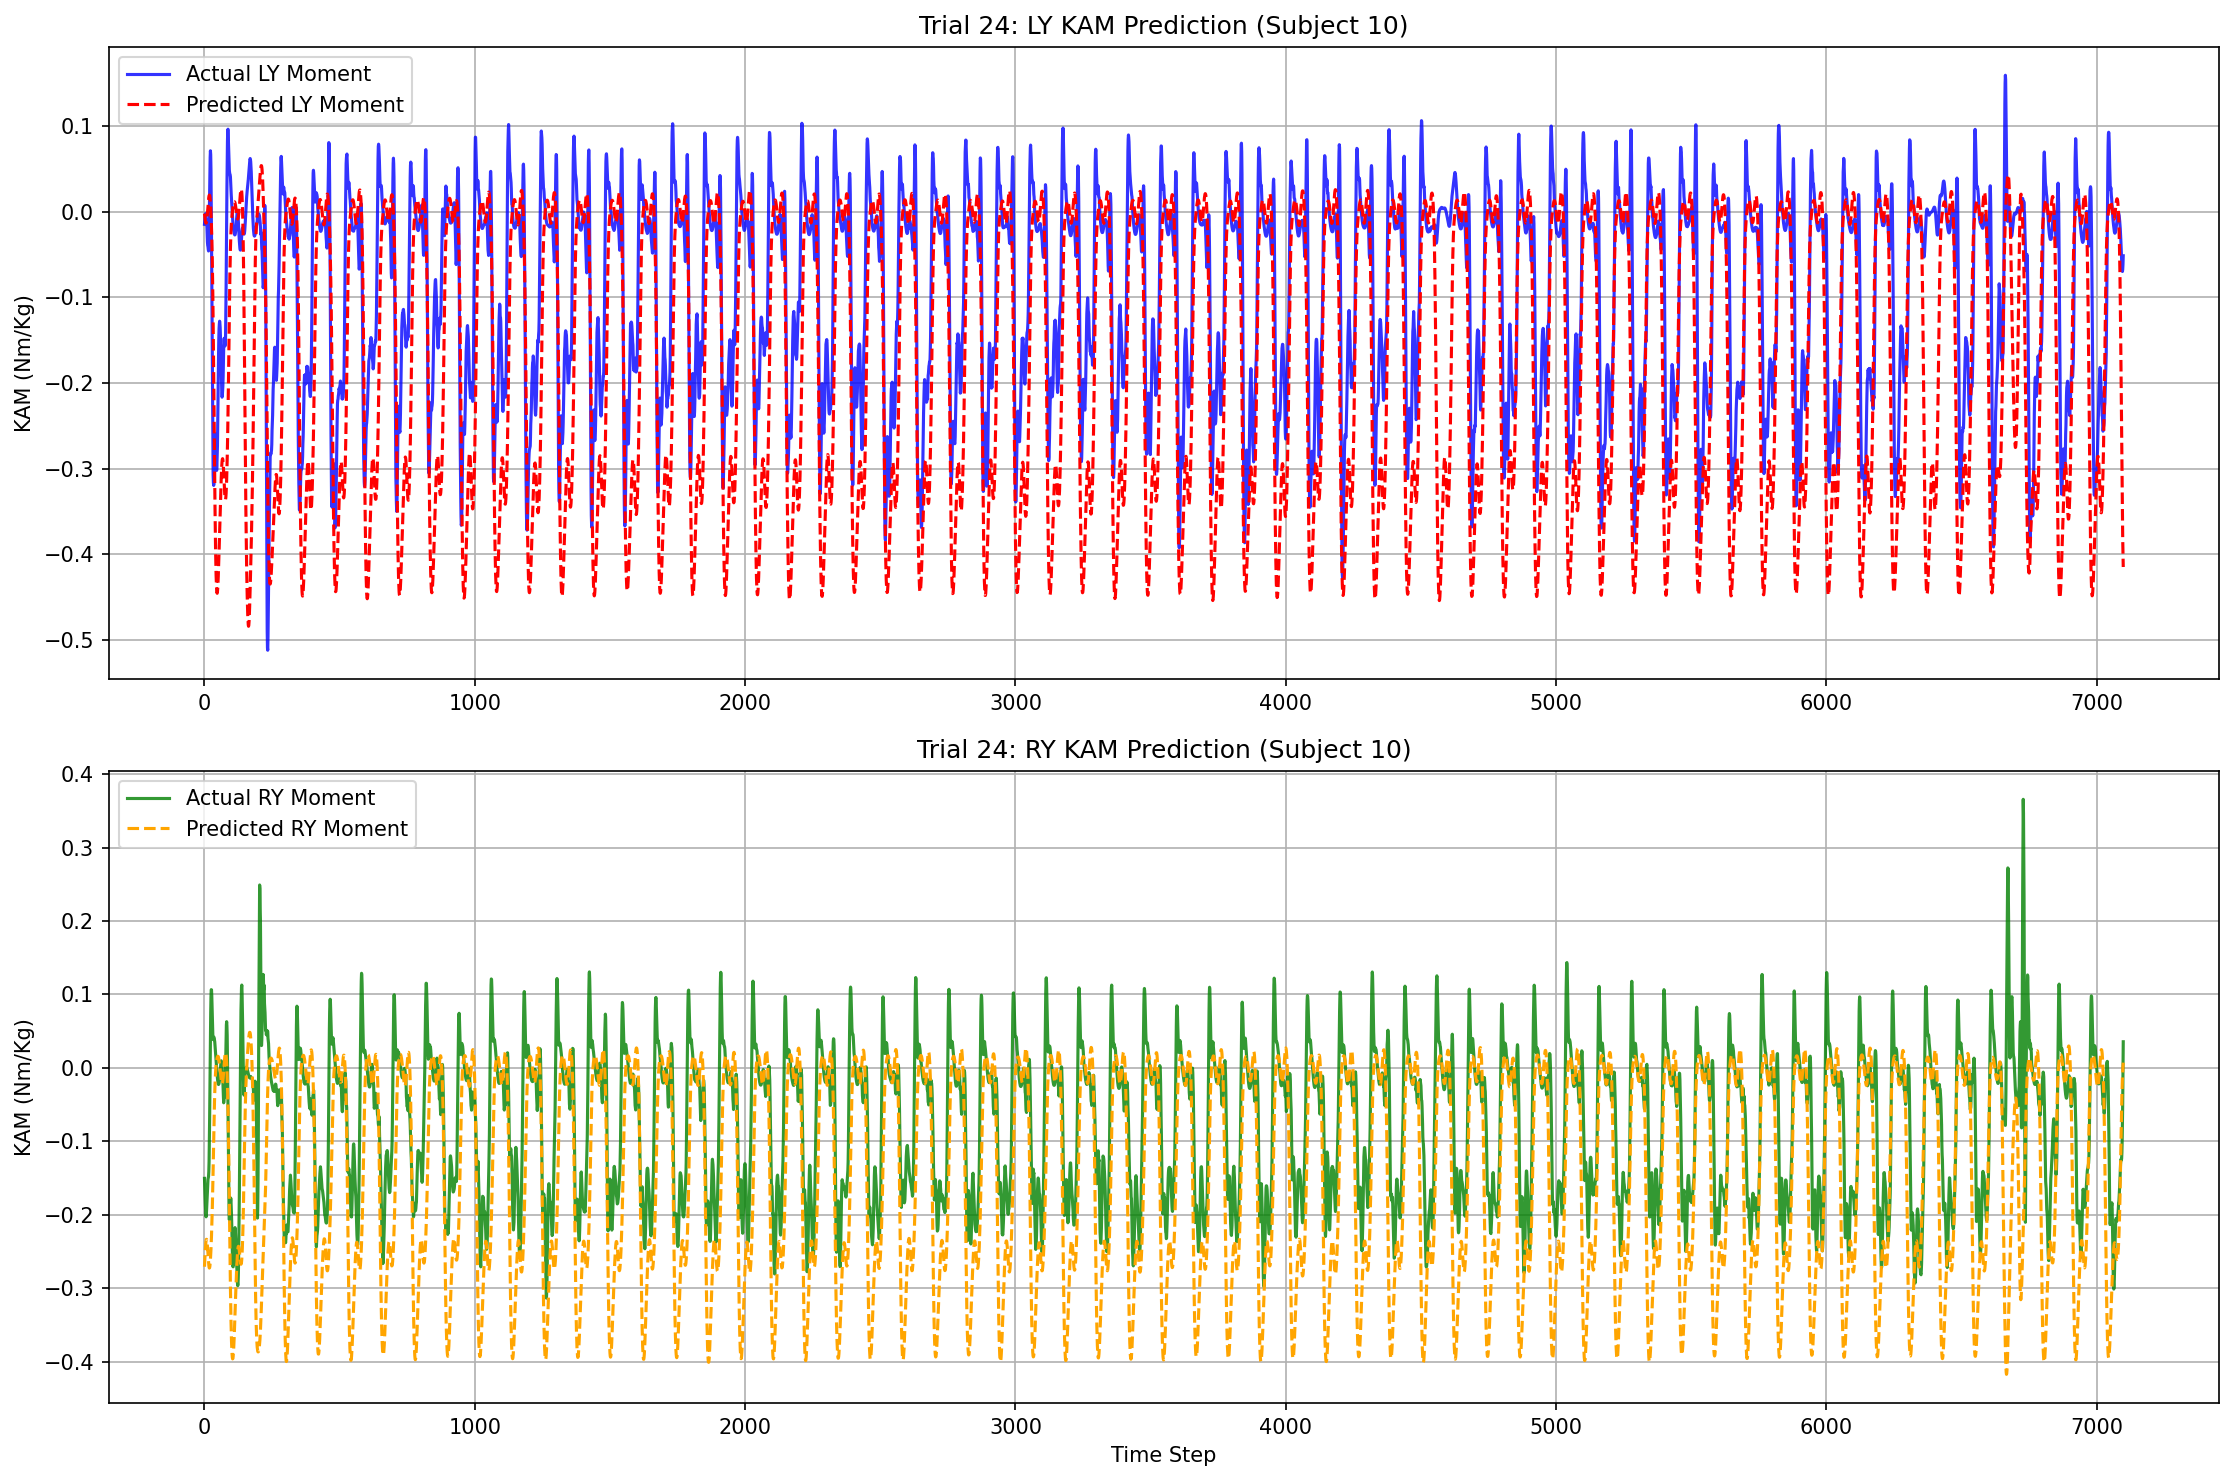 Trial 24: LY KAM Prediction (Subject 10)
Actual LY Moment
Predicted LY Moment
KAM (Nm/Kg)
0.1
0.0
−0.1
−0.2
−0.3
−0.4
−0.5
0 1000 2000 3000 4000 5000 6000 7000
Trial 24: RY KAM Prediction (Subject 10)
Actual RY Moment
Predicted RY Moment
KAM (Nm/Kg)
0.4
0.3
0.2
0.1
0.0
−0.1
−0.2
−0.3
−0.4
0 1000 2000 3000 4000 5000 6000 7000
Time Step